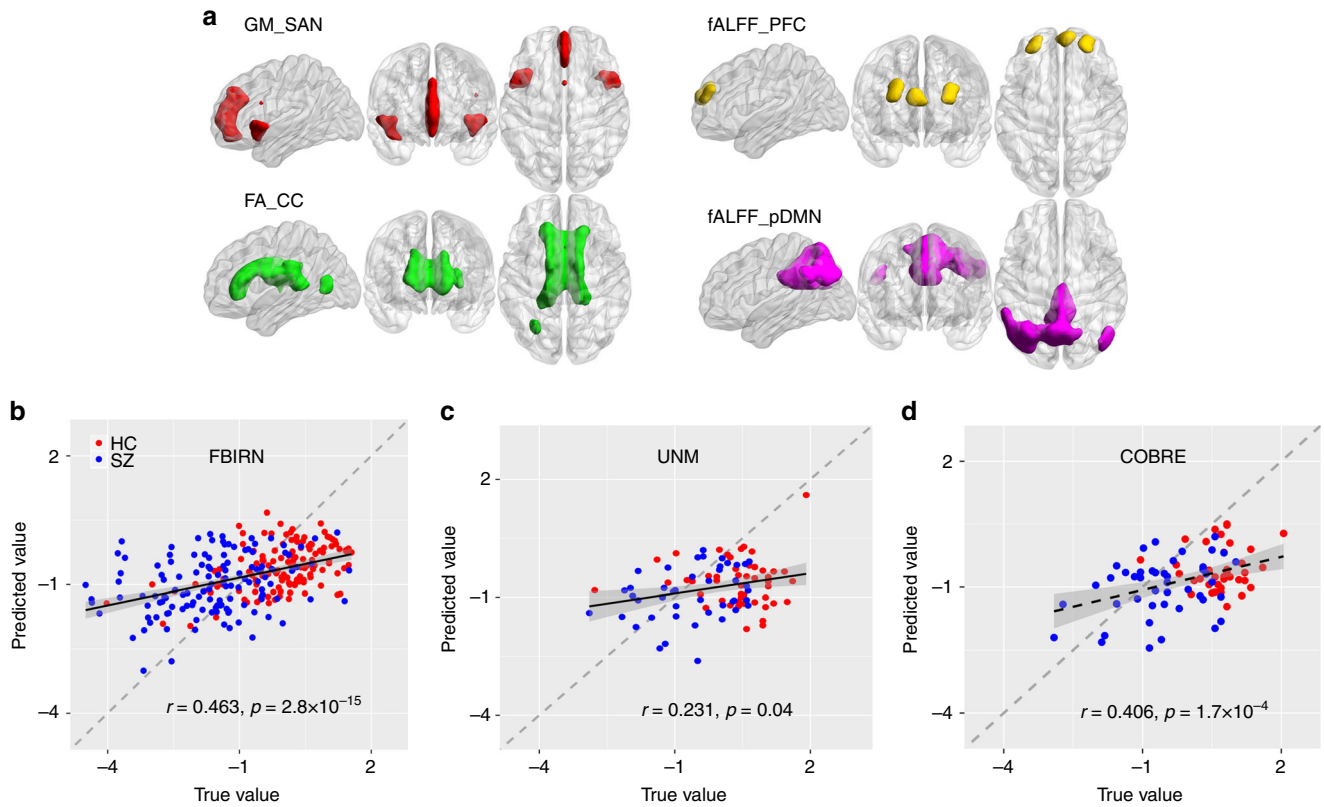 a
GM_SAN
fALFF_PFC
FA_CC
fALFF_pDMN
b
HC
SZ
FBIRN
2
−1
−4
Predicted value
r = 0.463, p = 2.8×10⁻¹⁵
−4
−1
2
True value
c
UNM
2
−1
−4
Predicted value
r = 0.231, p = 0.04
−4
−1
2
True value
d
COBRE
2
−1
−4
Predicted value
r = 0.406, p = 1.7×10⁻⁴
−4
−1
2
True value